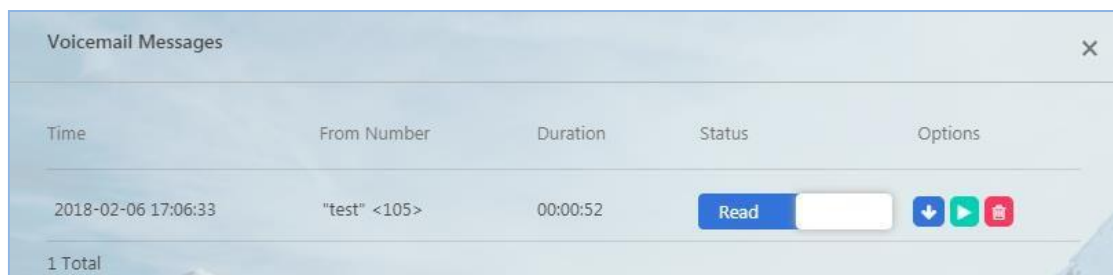 Voicemail Messages
Time From Number Duration Status Options
2018-02-06 17:06:33 "test" <105> 00:00:52 Read
1 Total